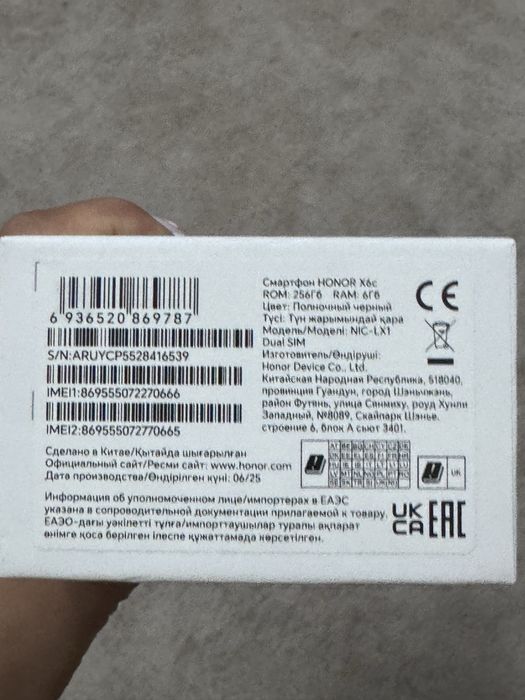 6 936520 869787
S/N:ARUYCP5528416539
IMEI1:869555072270666
IMEI2:869555072770665
Сделано в Китае/Қытайда шығарылған
Официальный сайт/Ресми сайт: www.honor.com
Дата производства/Өндірілген күні: 06/25
Смартфон HONOR X6c
ROM: 256Гб RAM: 6Гб
Цвет: Полночный черный
Түсі: Түн жарымындай қара
Модель/Моделі: NIC-LX1
Dual SIM
Изготовитель/Өндіруші:
Honor Device Co., Ltd.
Китайская Народная Республика, 518040,
провинция Гуандун, город Шэньчжэнь,
район Футянь, улица Сянмиху, роуд Хунли
Западный, №8089, Скайпарк Шэнье.
строение 6, блок А сьют 3401.
CE
UK
Информация об уполномоченном лице/импортерах в ЕАЭС
указана в сопроводительной документации прилагаемой к товару.
ЕАЭО-дағы уәкілетті тұлға/импорттаушылар туралы ақпарат
өнімге қоса берілген ілеспе құжаттамада көрсетілген.
UK
CA
EAC